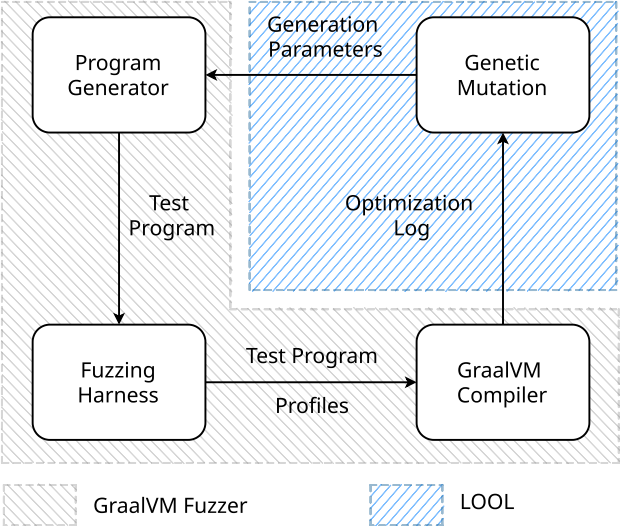 Program
Generator
Generation
Parameters
Genetic
Mutation
Test
Program
Optimization
Log
Fuzzing
Harness
Test Program
Profiles
GraalVM
Compiler
GraalVM Fuzzer
LOOL